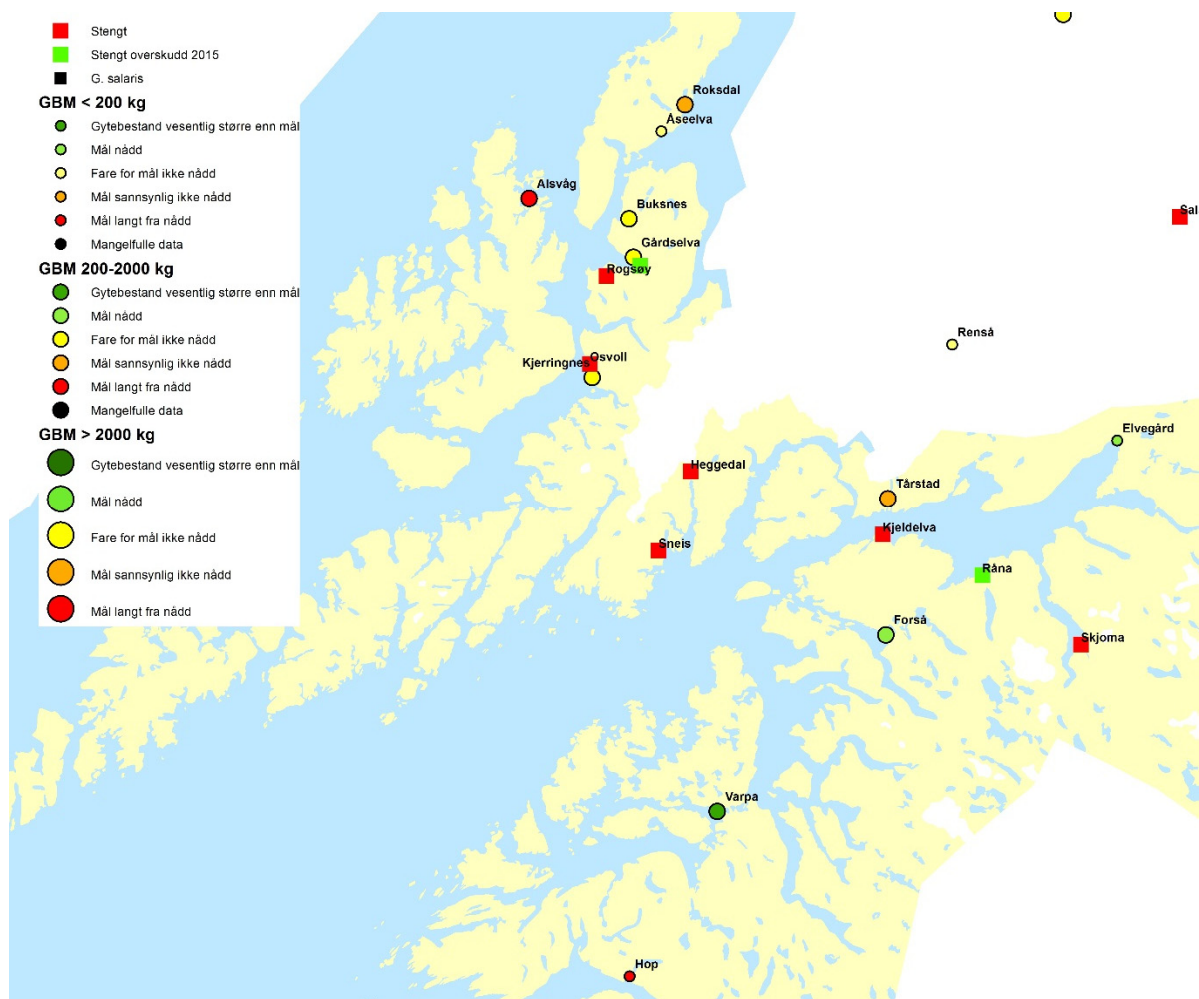 Stengt
Stengt overskudd 2015
G. salaris
GBM < 200 kg
Gytebestand vesentlig større enn mål
Mål nådd
Fare for mål ikke nådd
Mål sannsynlig ikke nådd
Mål langt fra nådd
Mangelfulle data
GBM 200-2000 kg
Gytebestand vesentlig større enn mål
Mål nådd
Fare for mål ikke nådd
Mål sannsynlig ikke nådd
Mål langt fra nådd
Mangelfulle data
GBM > 2000 kg
Gytebestand vesentlig større enn mål
Mål nådd
Fare for mål ikke nådd
Mål sannsynlig ikke nådd
Mål langt fra nådd
Roksdal
Åseelva
Alsvåg
Buksnes
Sal
Gårdselva
Rogsøy
Renså
Osvoll
Kjerringnes
Elvegård
Heggedal
Tårstad
Kjeldelva
Sneis
Råna
Forså
Skjoma
Varpa
Hop